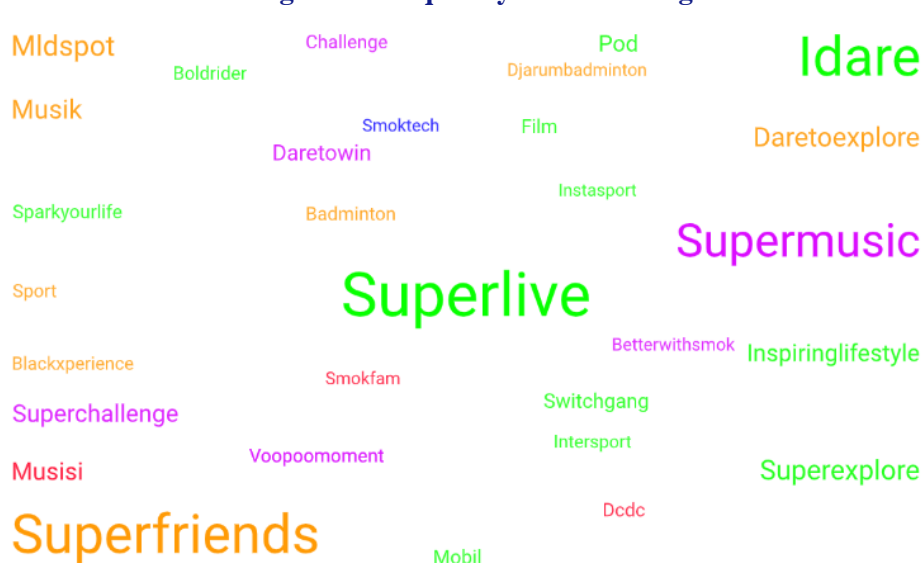 Mldspot
Challenge
Pod
Idare
Boldrider
Djarumbadminton
Musik
Smoktech
Film
Daretoexplore
Daretowin
Instasport
Sparkyourlife
Badminton
Supermusic
Sport
Superlive
Betterwithsmok
Inspiringlifestyle
Blackxperience
Smokfam
Superchallenge
Switchgang
Voopoomoment
Intersport
Musisi
Superexplore
Dcdc
Superfriends
Mobil